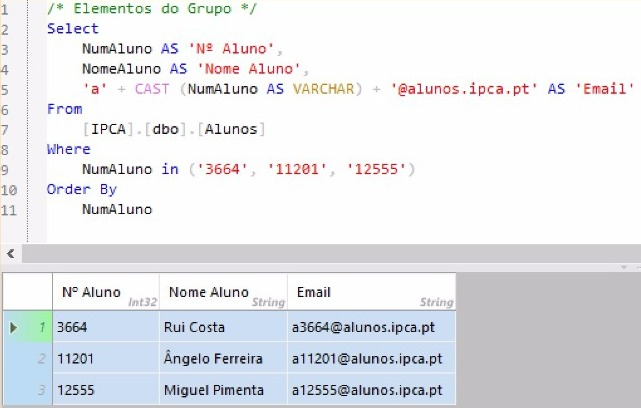 1 /* Elementos do Grupo */
2 Select
3 NumAluno AS 'Nº Aluno',
4 NomeAluno AS 'Nome Aluno',
5 'a' + CAST (NumAluno AS VARCHAR) + '@alunos.ipca.pt' AS 'Email'
6 From
7 [IPCA].[dbo].[Alunos]
8 Where
9 NumAluno in ('3664', '11201', '12555')
10 Order By
11 NumAluno
Nº Aluno Int32 Nome Aluno String Email String
1 3664 Rui Costa a3664@alunos.ipca.pt
2 11201 Ângelo Ferreira a11201@alunos.ipca.pt
3 12555 Miguel Pimenta a12555@alunos.ipca.pt